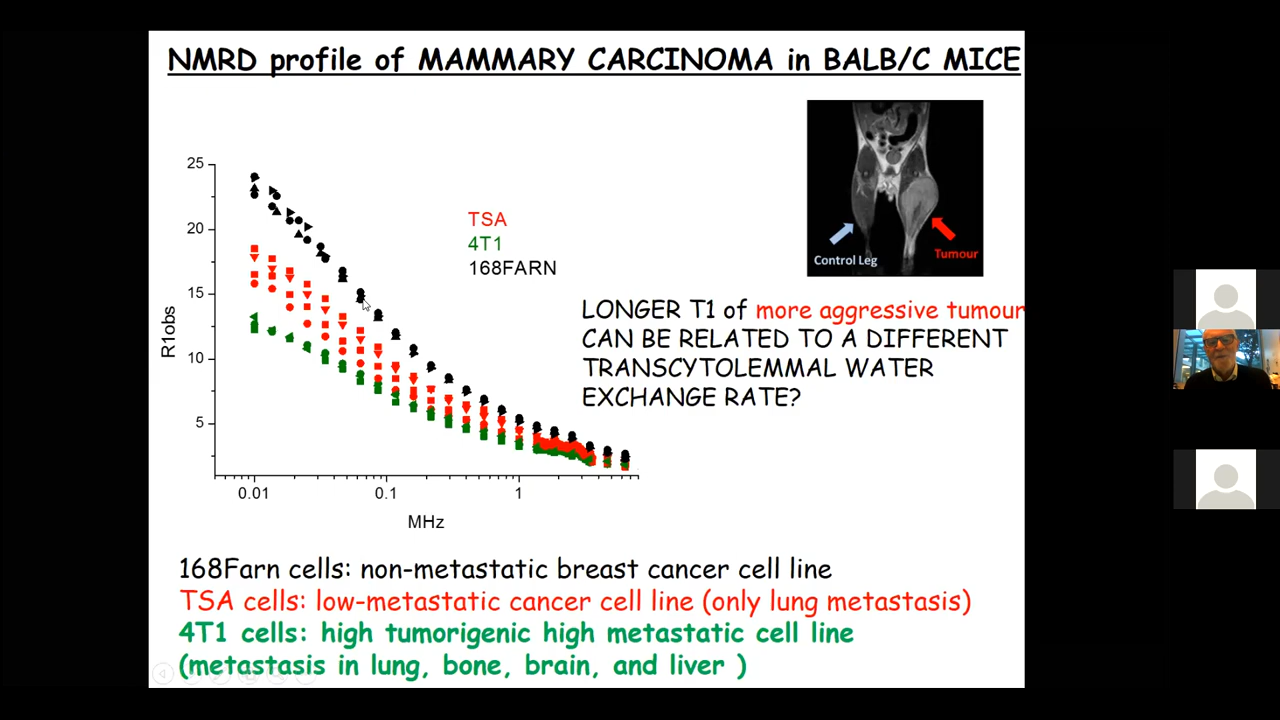 NMRD profile of MAMMARY CARCINOMA in BALB/C MICE
25
20
15
10
5
R1obs
0.01
0.1
1
MHz
TSA
4T1
168FARN
Control Leg
Tumour
LONGER T1 of more aggressive tumour
CAN BE RELATED TO A DIFFERENT
TRANSCYTOLEMMAL WATER
EXCHANGE RATE?
168Farn cells: non-metastatic breast cancer cell line
TSA cells: low-metastatic cancer cell line (only lung metastasis)
4T1 cells: high tumorigenic high metastatic cell line
(metastasis in lung, bone, brain, and liver )